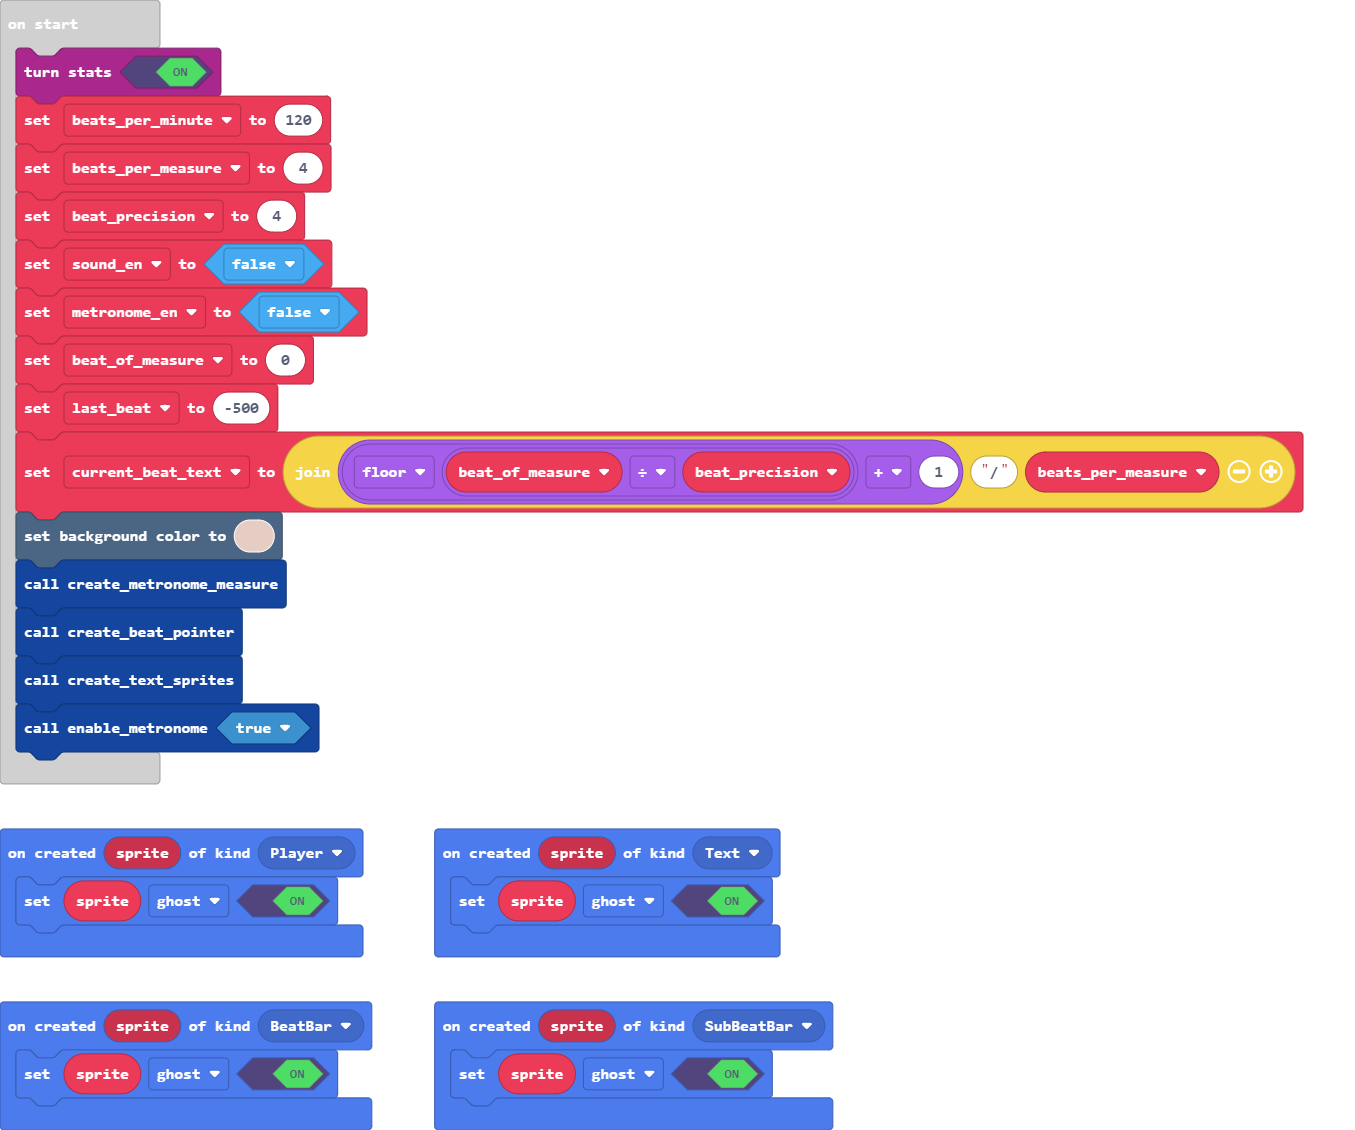 on start
turn stats ON
set beats_per_minute to 120
set beats_per_measure to 4
set beat_precision to 4
set sound_en to false
set metronome_en to false
set beat_of_measure to 0
set last_beat to -500
set current_beat_text to join floor beat_of_measure ÷ beat_precision + 1 "/" beats_per_measure
set background color to
call create_metronome_measure
call create_beat_pointer
call create_text_sprites
call enable_metronome true
on created sprite of kind Player
set sprite ghost ON
on created sprite of kind Text
set sprite ghost ON
on created sprite of kind BeatBar
set sprite ghost ON
on created sprite of kind SubBeatBar
set sprite ghost ON